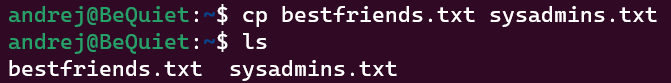 andrej@BeQuiet:~$ cp bestfriends.txt sysadmins.txt
andrej@BeQuiet:~$ ls
bestfriends.txt  sysadmins.txt